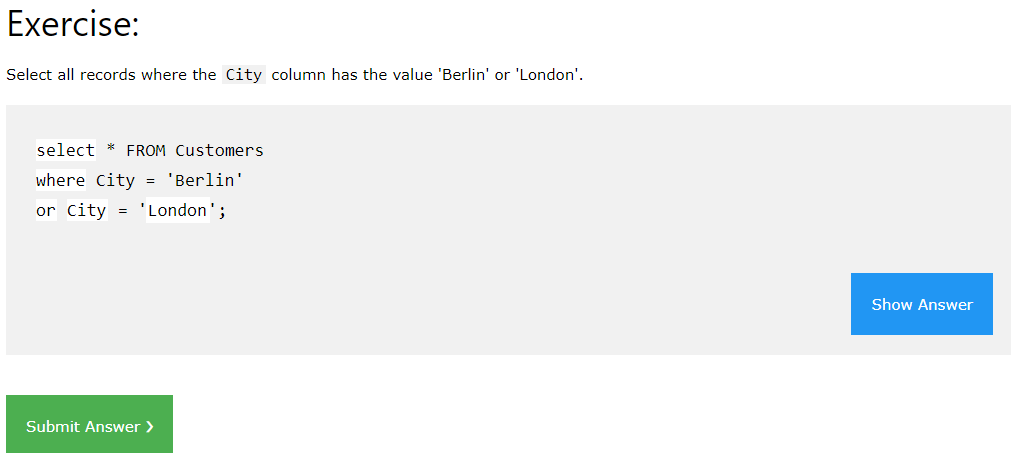 Exercise:
Select all records where the City column has the value 'Berlin' or 'London'.
select * FROM Customers
where City = 'Berlin'
or City = 'London';
Show Answer
Submit Answer ❯